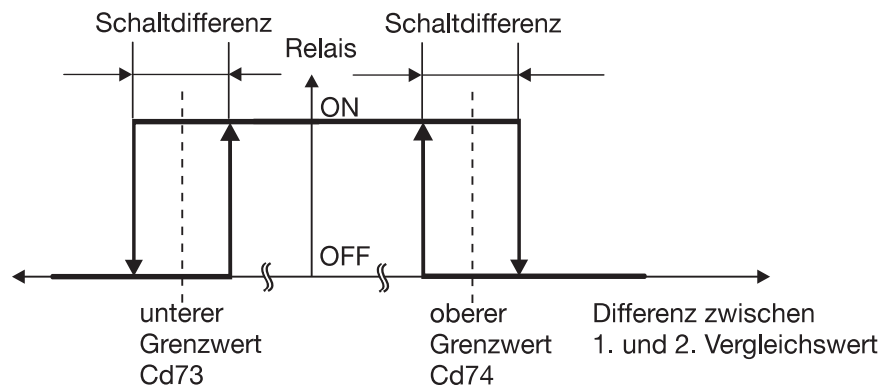 Schaltdifferenz
Schaltdifferenz
Relais
ON
OFF
unterer
Grenzwert
Cd73
oberer
Grenzwert
Cd74
Differenz zwischen
1. und 2. Vergleichswert